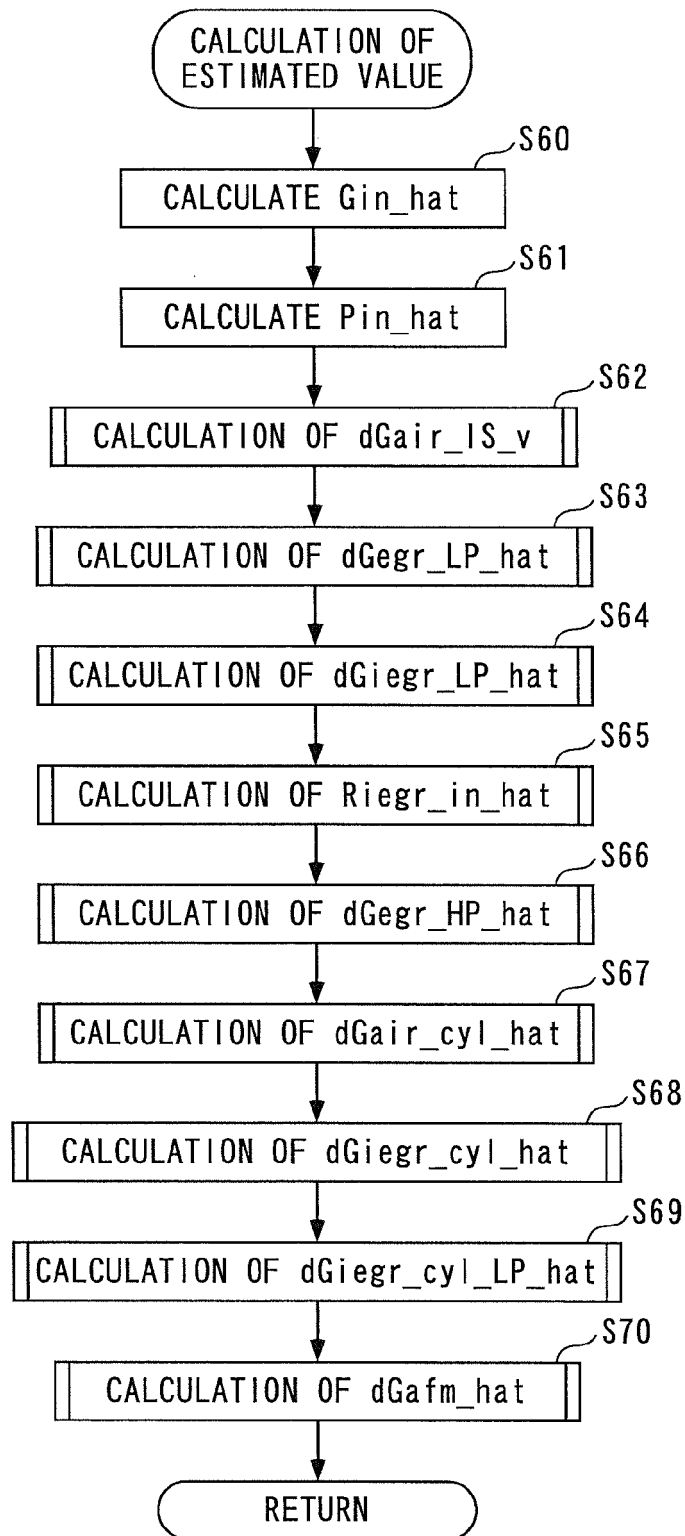 CALCULATION OF
ESTIMATED VALUE
S60
CALCULATE Gin_hat
S61
CALCULATE Pin_hat
S62
CALCULATION OF dGair_IS_v
S63
CALCULATION OF dGegr_LP_hat
S64
CALCULATION OF dGiegr_LP_hat
S65
CALCULATION OF Riegr_in_hat
S66
CALCULATION OF dGegr_HP_hat
S67
CALCULATION OF dGair_cyl_hat
S68
CALCULATION OF dGiegr_cyl_hat
S69
CALCULATION OF dGiegr_cyl_LP_hat
S70
CALCULATION OF dGafm_hat
RETURN